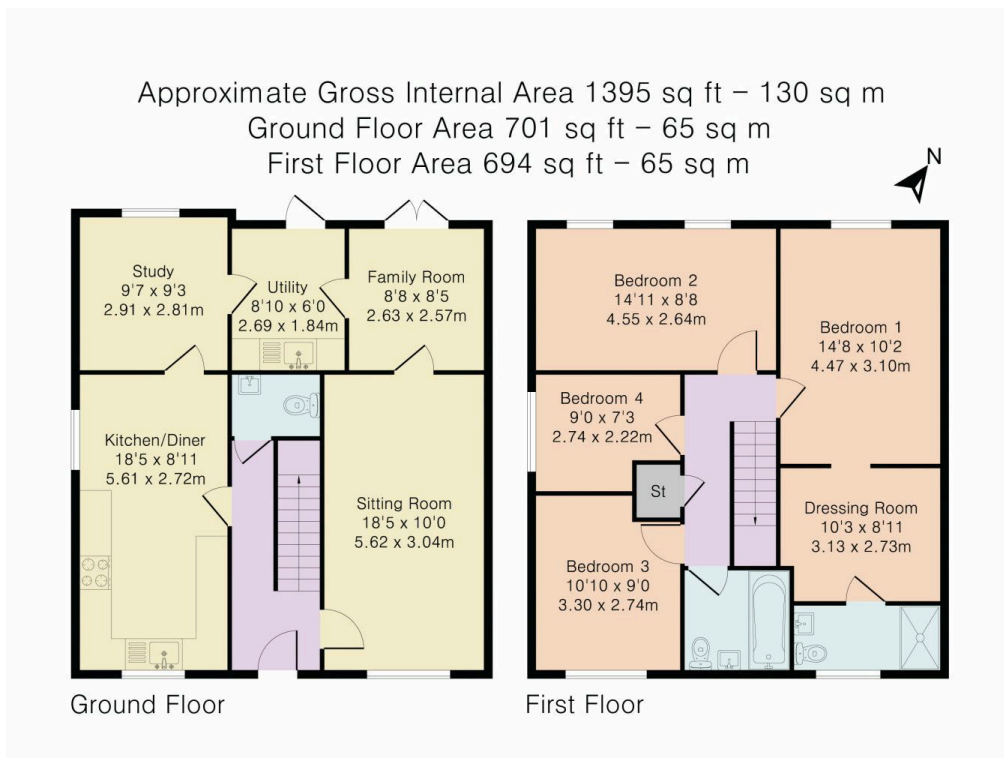 Approximate Gross Internal Area 1395 sq ft – 130 sq m
Ground Floor Area 701 sq ft – 65 sq m
First Floor Area 694 sq ft – 65 sq m
N
Study
9'7 x 9'3
2.91 x 2.81m
Utility
8'10 x 6'0
2.69 x 1.84m
Family Room
8'8 x 8'5
2.63 x 2.57m
Kitchen/Diner
18'5 x 8'11
5.61 x 2.72m
Sitting Room
18'5 x 10'0
5.62 x 3.04m
Ground Floor
Bedroom 2
14'11 x 8'8
4.55 x 2.64m
Bedroom 1
14'8 x 10'2
4.47 x 3.10m
Bedroom 4
9'0 x 7'3
2.74 x 2.22m
St
Dressing Room
10'3 x 8'11
3.13 x 2.73m
Bedroom 3
10'10 x 9'0
3.30 x 2.74m
First Floor